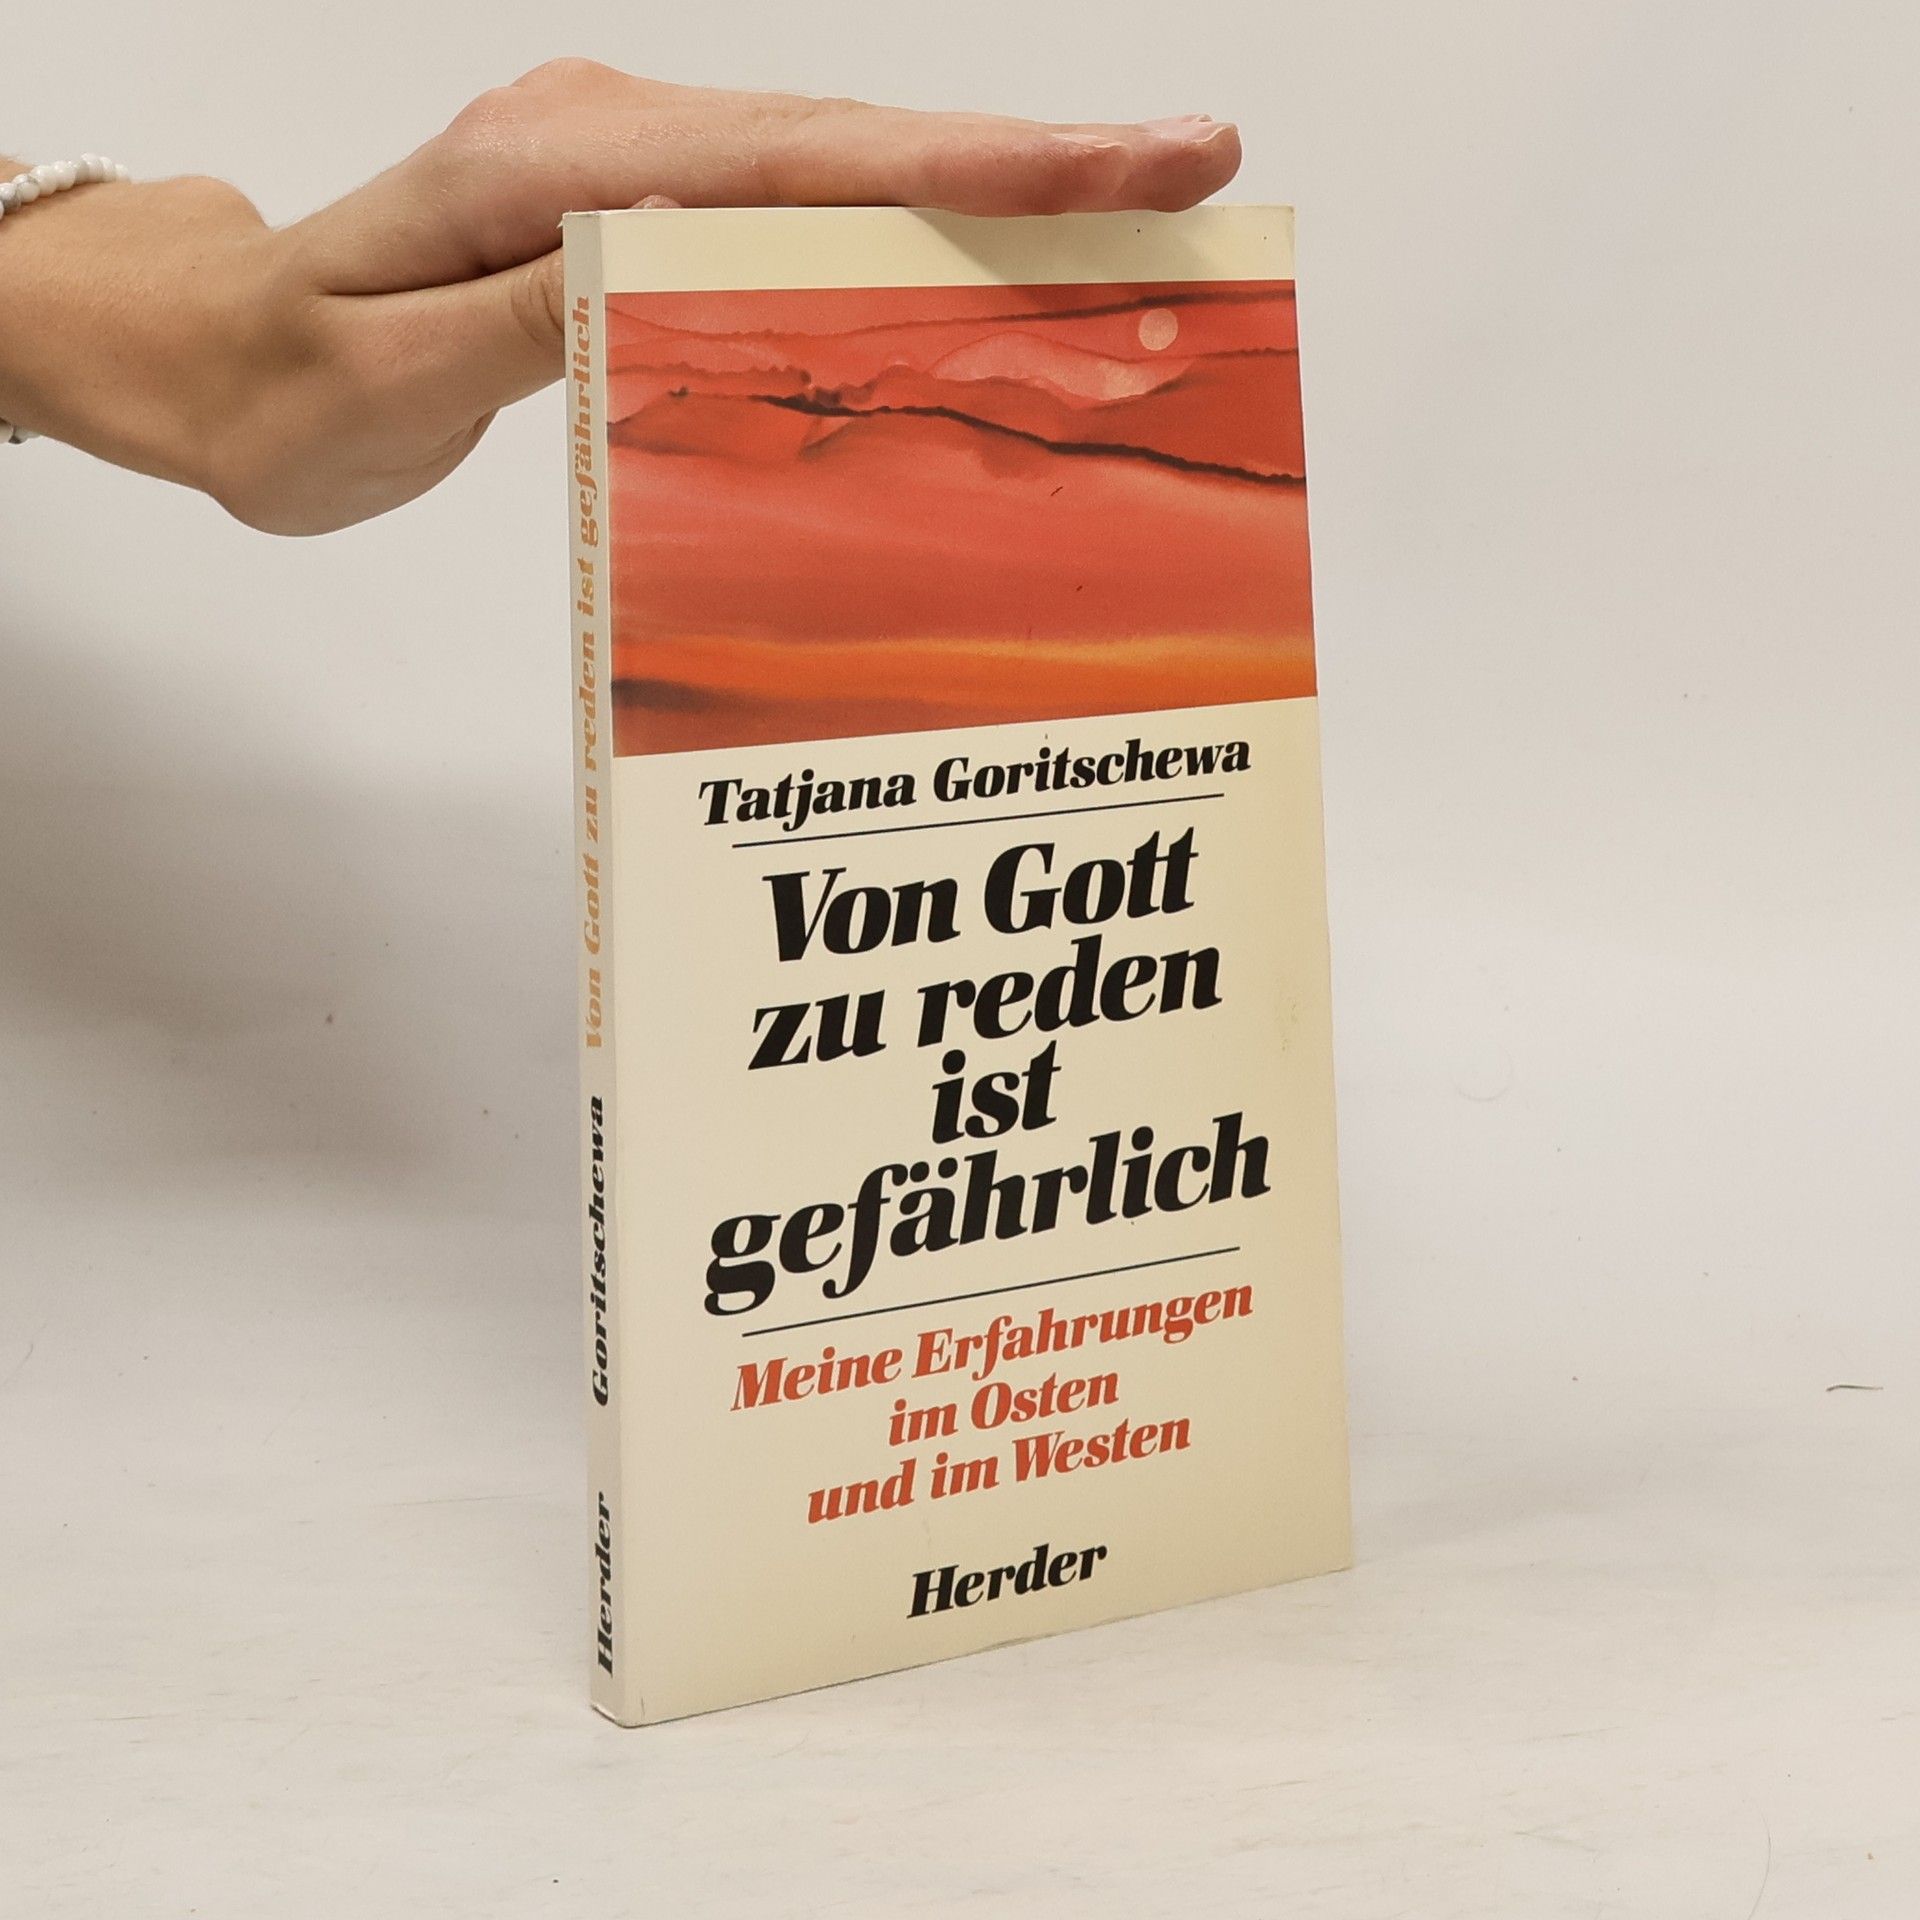 Tatjana Goritschewa
Von Gott
zu reden
ist
gefährlich
Meine Erfahrungen
im Osten
und im Westen
Herder
Herder Goritschewa Von Gott zu reden ist gefährlich